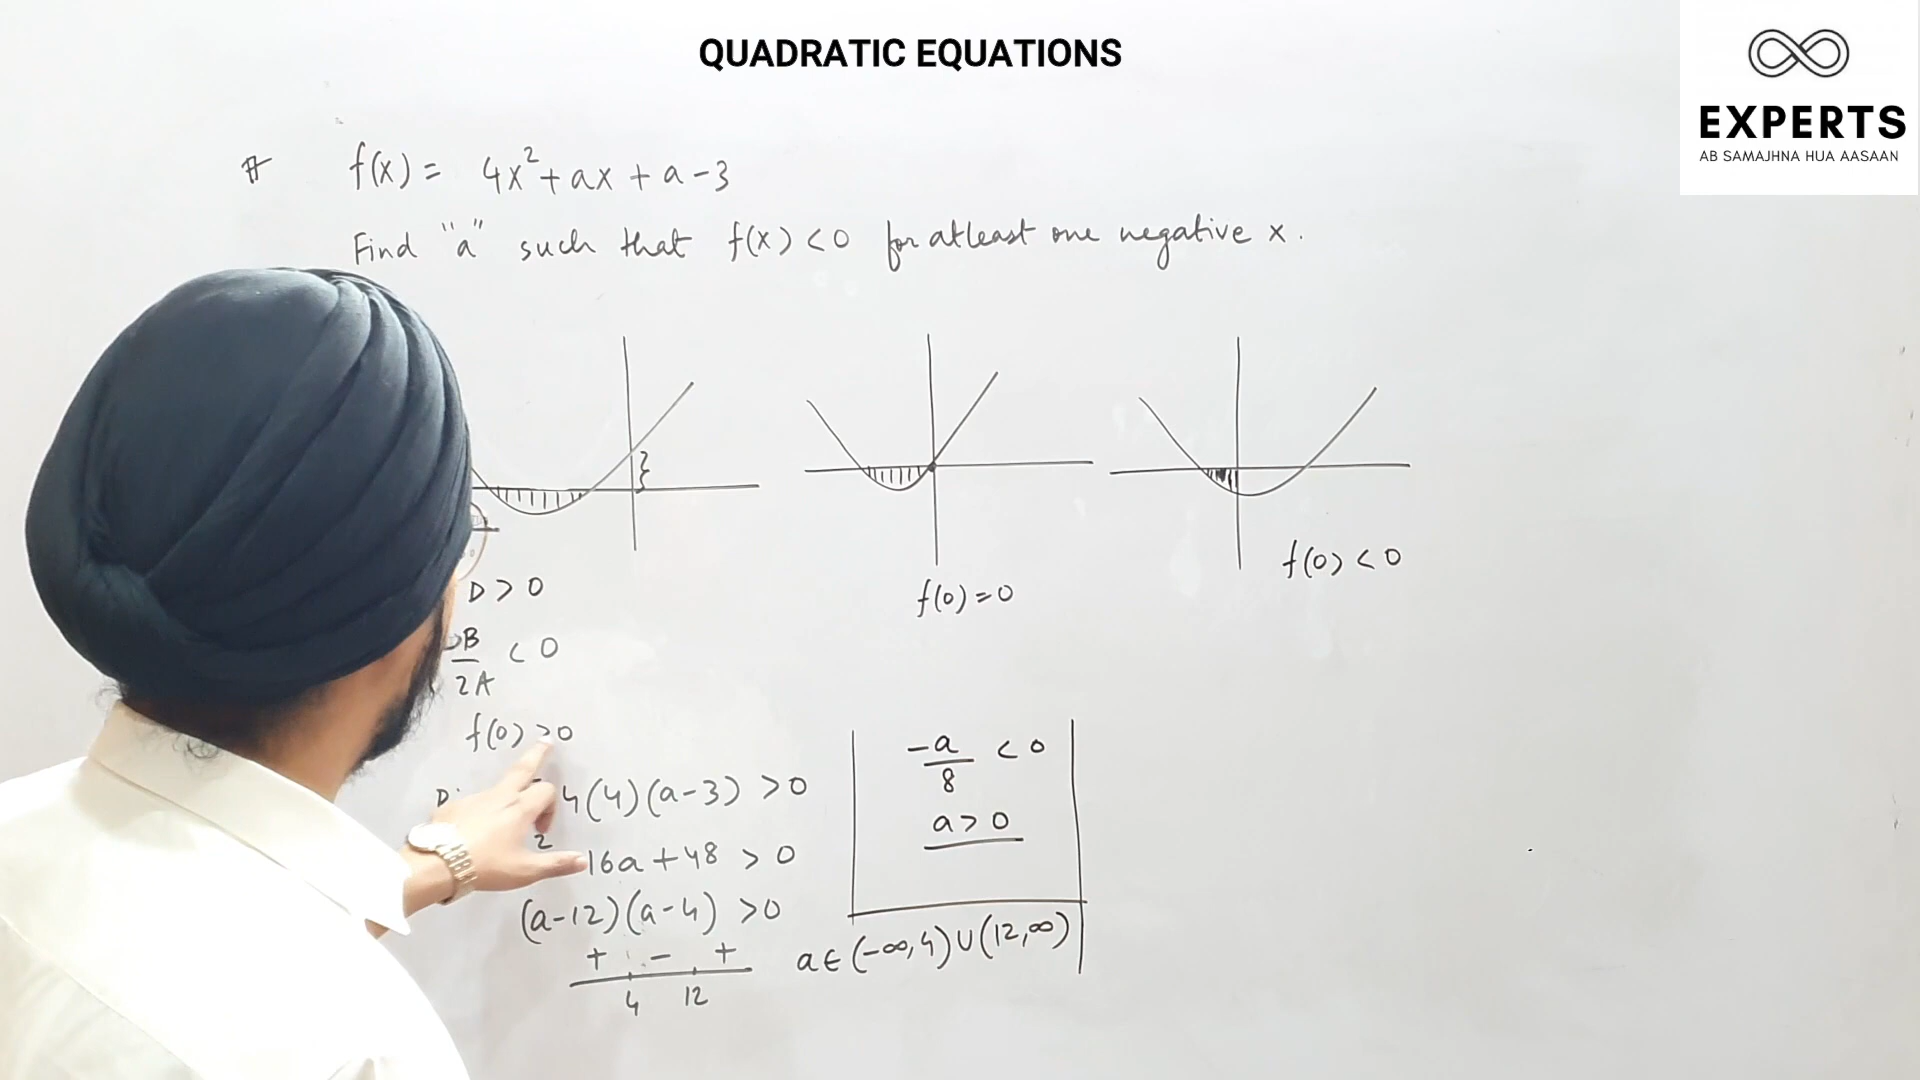 QUADRATIC EQUATIONS
EXPERTS
AB SAMAJHNA HUA AASAAN
# f(x) = 4x² + ax + a - 3
Find "a" such that f(x) < 0 for atleast one negative x.
D > 0
B/2A < 0
f(0) > 0
f(0) = 0
f(0) < 0
4(4)(a-3) > 0
16a + 48 > 0
(a-12)(a-4) > 0
+ - +
4 12
-a/8 < 0
a > 0
a ∈ (-∞, 4) ∪ (12, ∞)